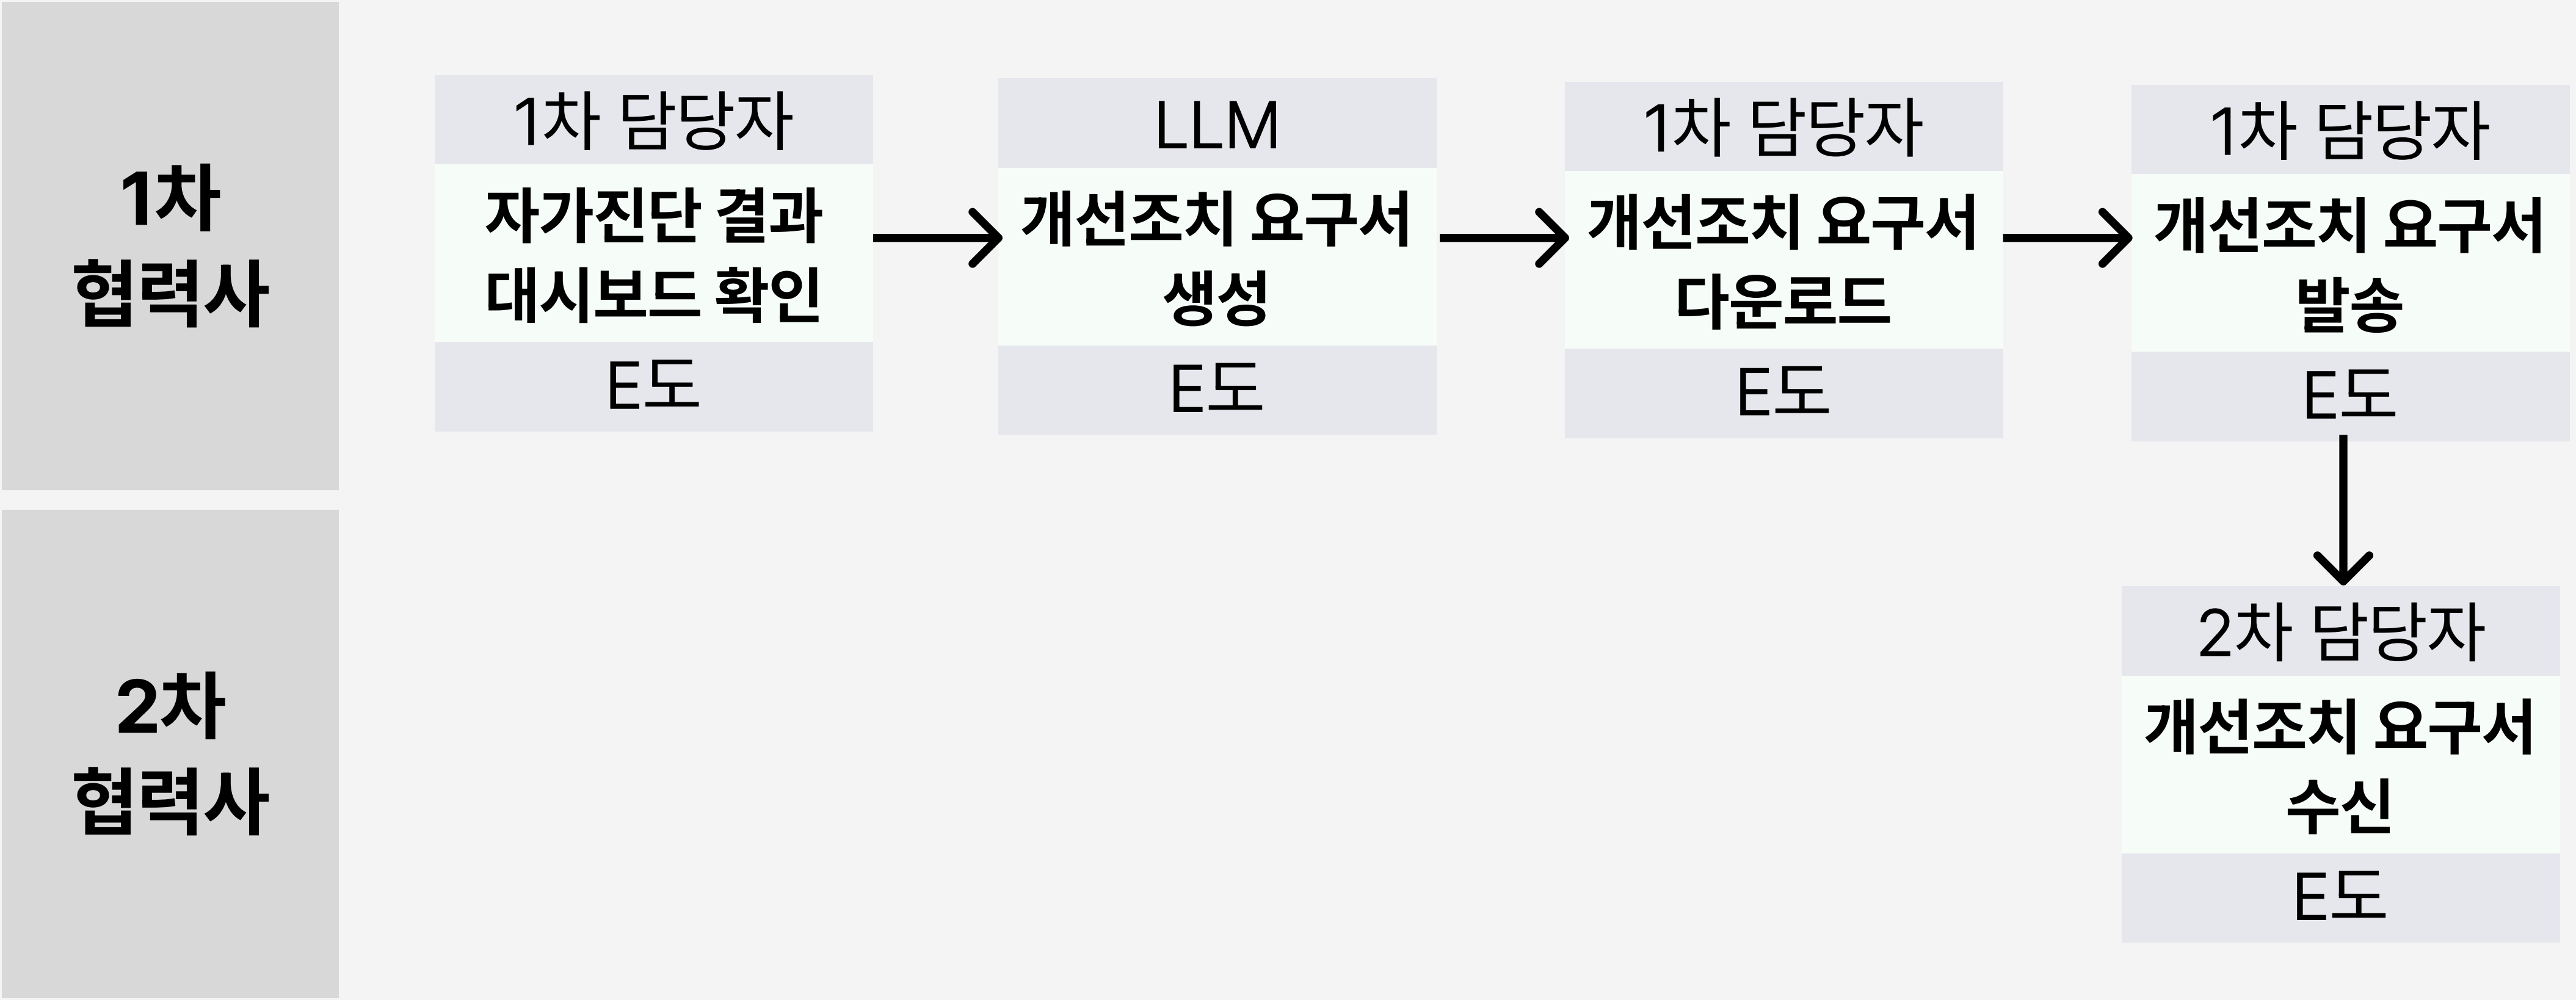 1차
협력사
1차 담당자
자가진단 결과
대시보드 확인
E도
LLM
개선조치 요구서
생성
E도
1차 담당자
개선조치 요구서
다운로드
E도
1차 담당자
개선조치 요구서
발송
E도
2차
협력사
2차 담당자
개선조치 요구서
수신
E도